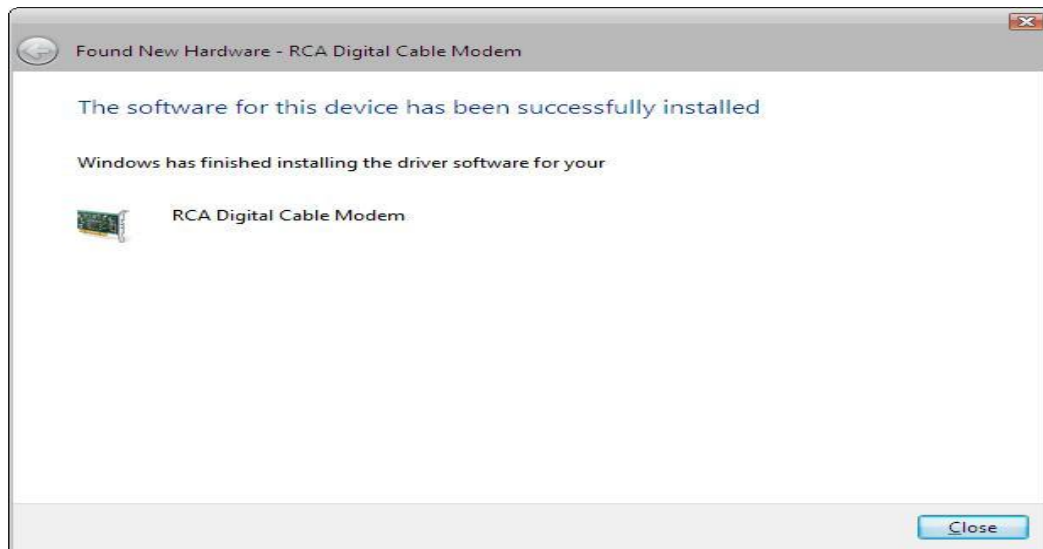 Found New Hardware - RCA Digital Cable Modem
The software for this device has been successfully installed
Windows has finished installing the driver software for your
RCA Digital Cable Modem
Close